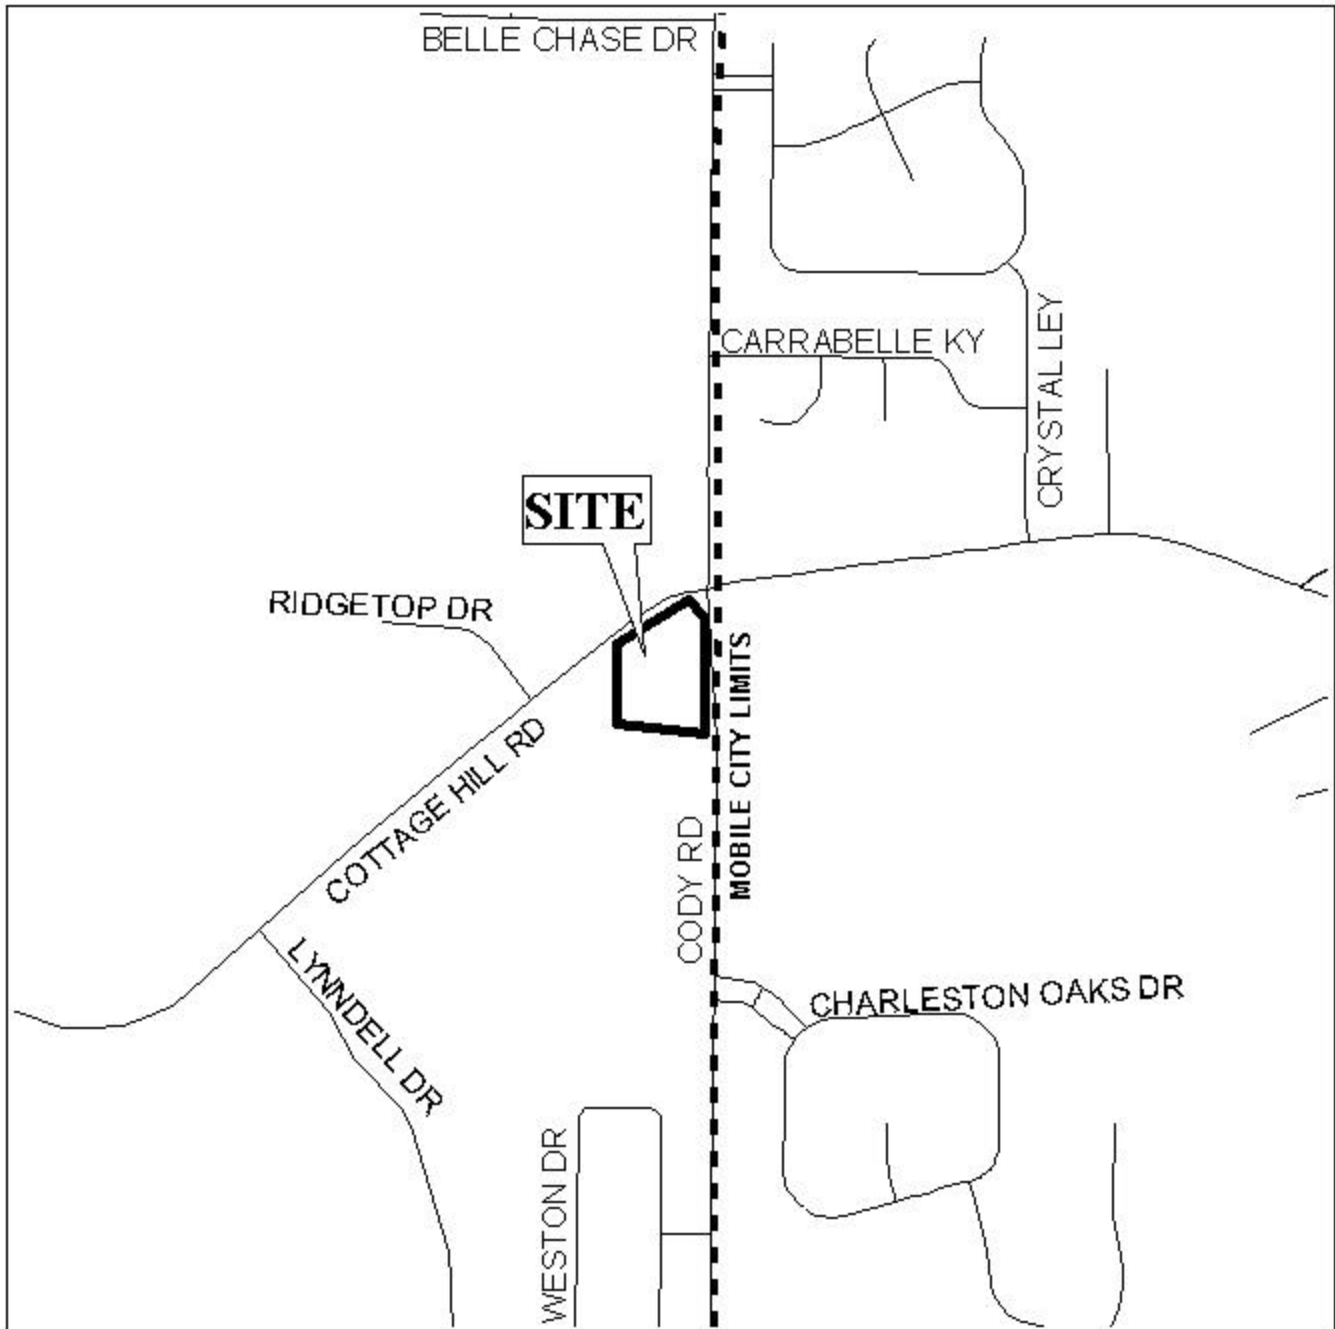 BELLE CHASE DR
CARRABELLE KY
CRYSTAL LEY
SITE
RIDGETOP DR
COTTAGE HILL RD
MOBILE CITY LIMITS
CODY RD
LYNNDELL DR
CHARLESTON OAKS DR
WESTON DR